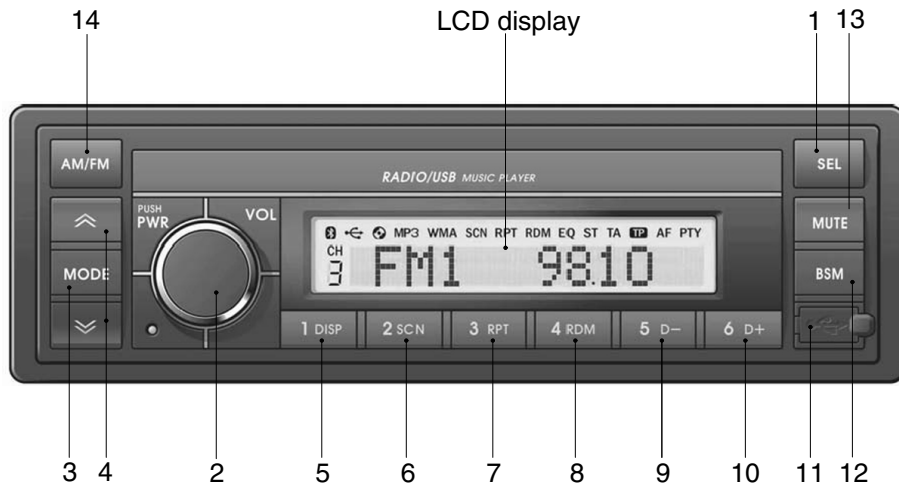 14 LCD display 1 13
AM/FM RADIO/USB MUSIC PLAYER SEL
PUSH
PWR VOL
MP3 WMA SCN RPT RDM EQ ST TA TP AF PTY
MUTE
CH
3 FM1 98.10
MODE BSM
1 DISP 2 SCN 3 RPT 4 RDM 5 D− 6 D+
3 4 2 5 6 7 8 9 10 11 12